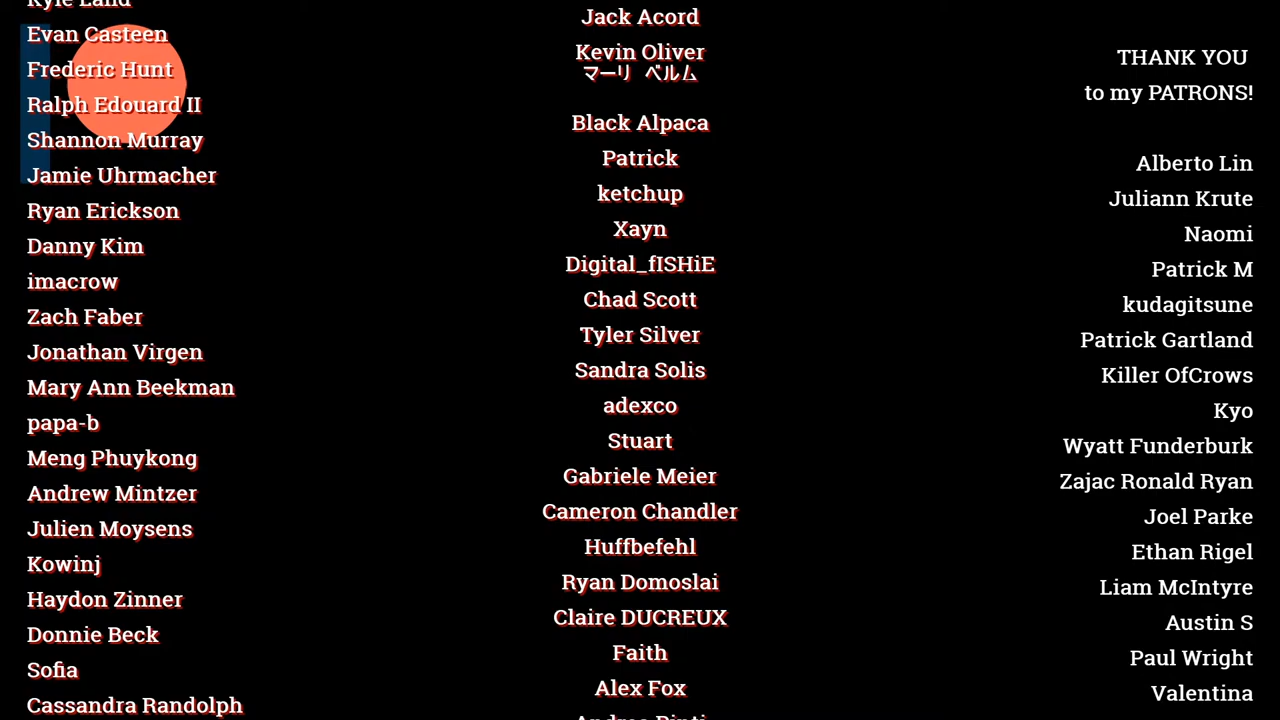 Kyle Land
Evan Casteen
Frederic Hunt
Ralph Edouard II
Shannon Murray
Jamie Uhrmacher
Ryan Erickson
Danny Kim
imacrow
Zach Faber
Jonathan Virgen
Mary Ann Beekman
papa-b
Meng Phuykong
Andrew Mintzer
Julien Moysens
Kowinj
Haydon Zinner
Donnie Beck
Sofia
Cassandra Randolph
Jack Acord
Kevin Oliver
マーリ ベルム
Black Alpaca
Patrick
ketchup
Xayn
Digital_fISHiE
Chad Scott
Tyler Silver
Sandra Solis
adexco
Stuart
Gabriele Meier
Cameron Chandler
Huffbefehl
Ryan Domoslai
Claire DUCREUX
Faith
Alex Fox
THANK YOU
to my PATRONS!
Alberto Lin
Juliann Krute
Naomi
Patrick M
kudagitsune
Patrick Gartland
Killer OfCrows
Kyo
Wyatt Funderburk
Zajac Ronald Ryan
Joel Parke
Ethan Rigel
Liam McIntyre
Austin S
Paul Wright
Valentina